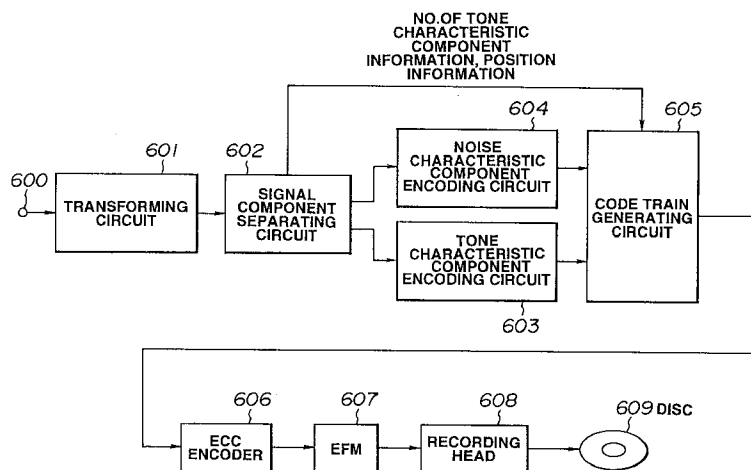 NO.OF TONE
CHARACTERISTIC
COMPONENT
INFORMATION, POSITION
INFORMATION
600
601
TRANSFORMING
CIRCUIT
602
SIGNAL
COMPONENT
SEPARATING
CIRCUIT
604
NOISE
CHARACTERISTIC
COMPONENT
ENCODING CIRCUIT
TONE
CHARACTERISTIC
COMPONENT
ENCODING CIRCUIT
603
605
CODE TRAIN
GENERATING
CIRCUIT
606
ECC
ENCODER
607
EFM
608
RECORDING
HEAD
609 DISC